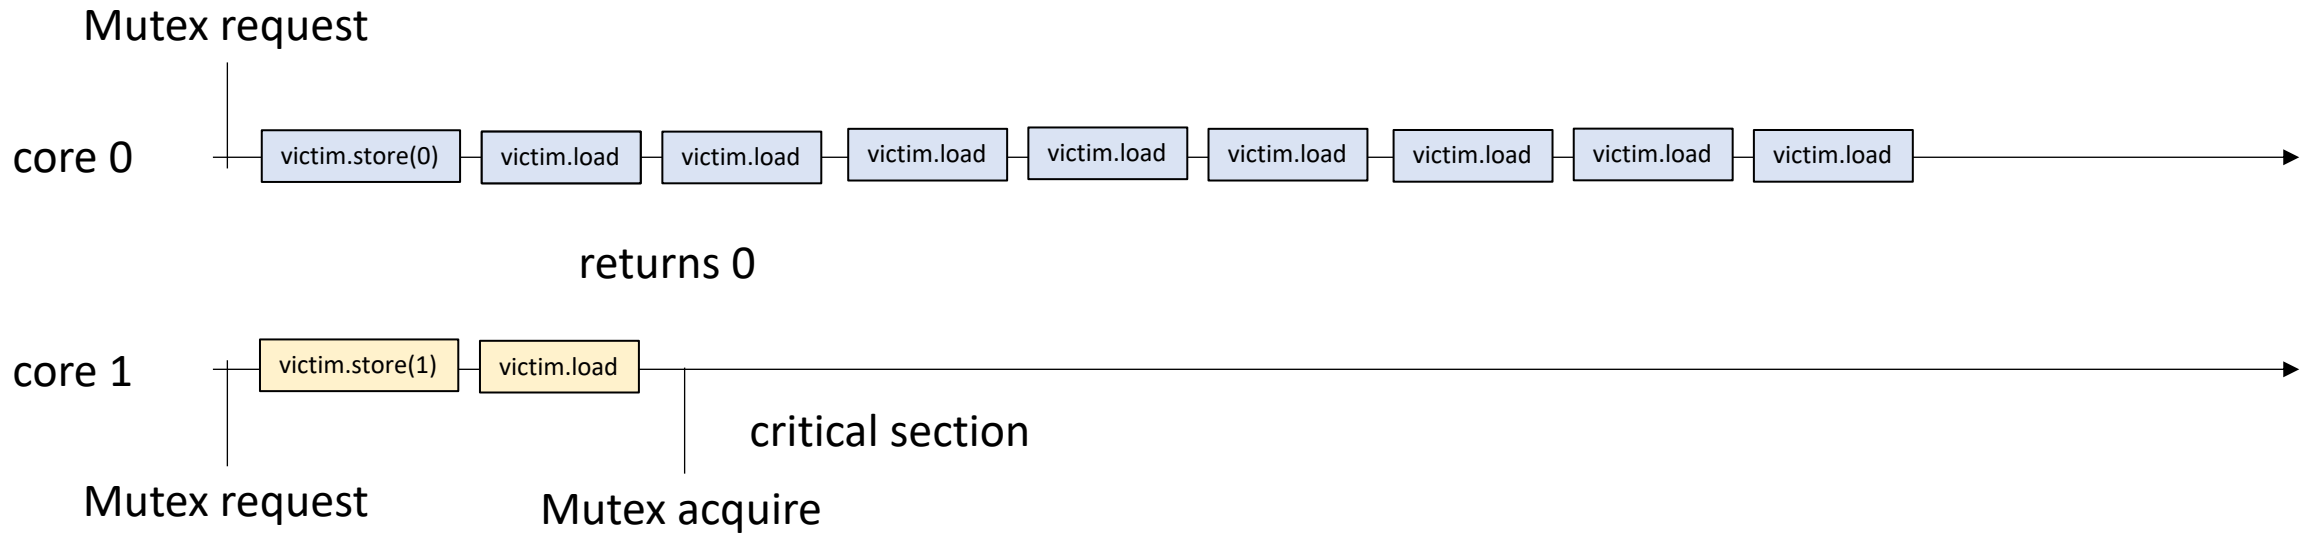 Mutex request
core 0
victim.store(0)
victim.load
victim.load
victim.load
victim.load
victim.load
victim.load
victim.load
victim.load
returns 0
core 1
victim.store(1)
victim.load
critical section
Mutex request
Mutex acquire